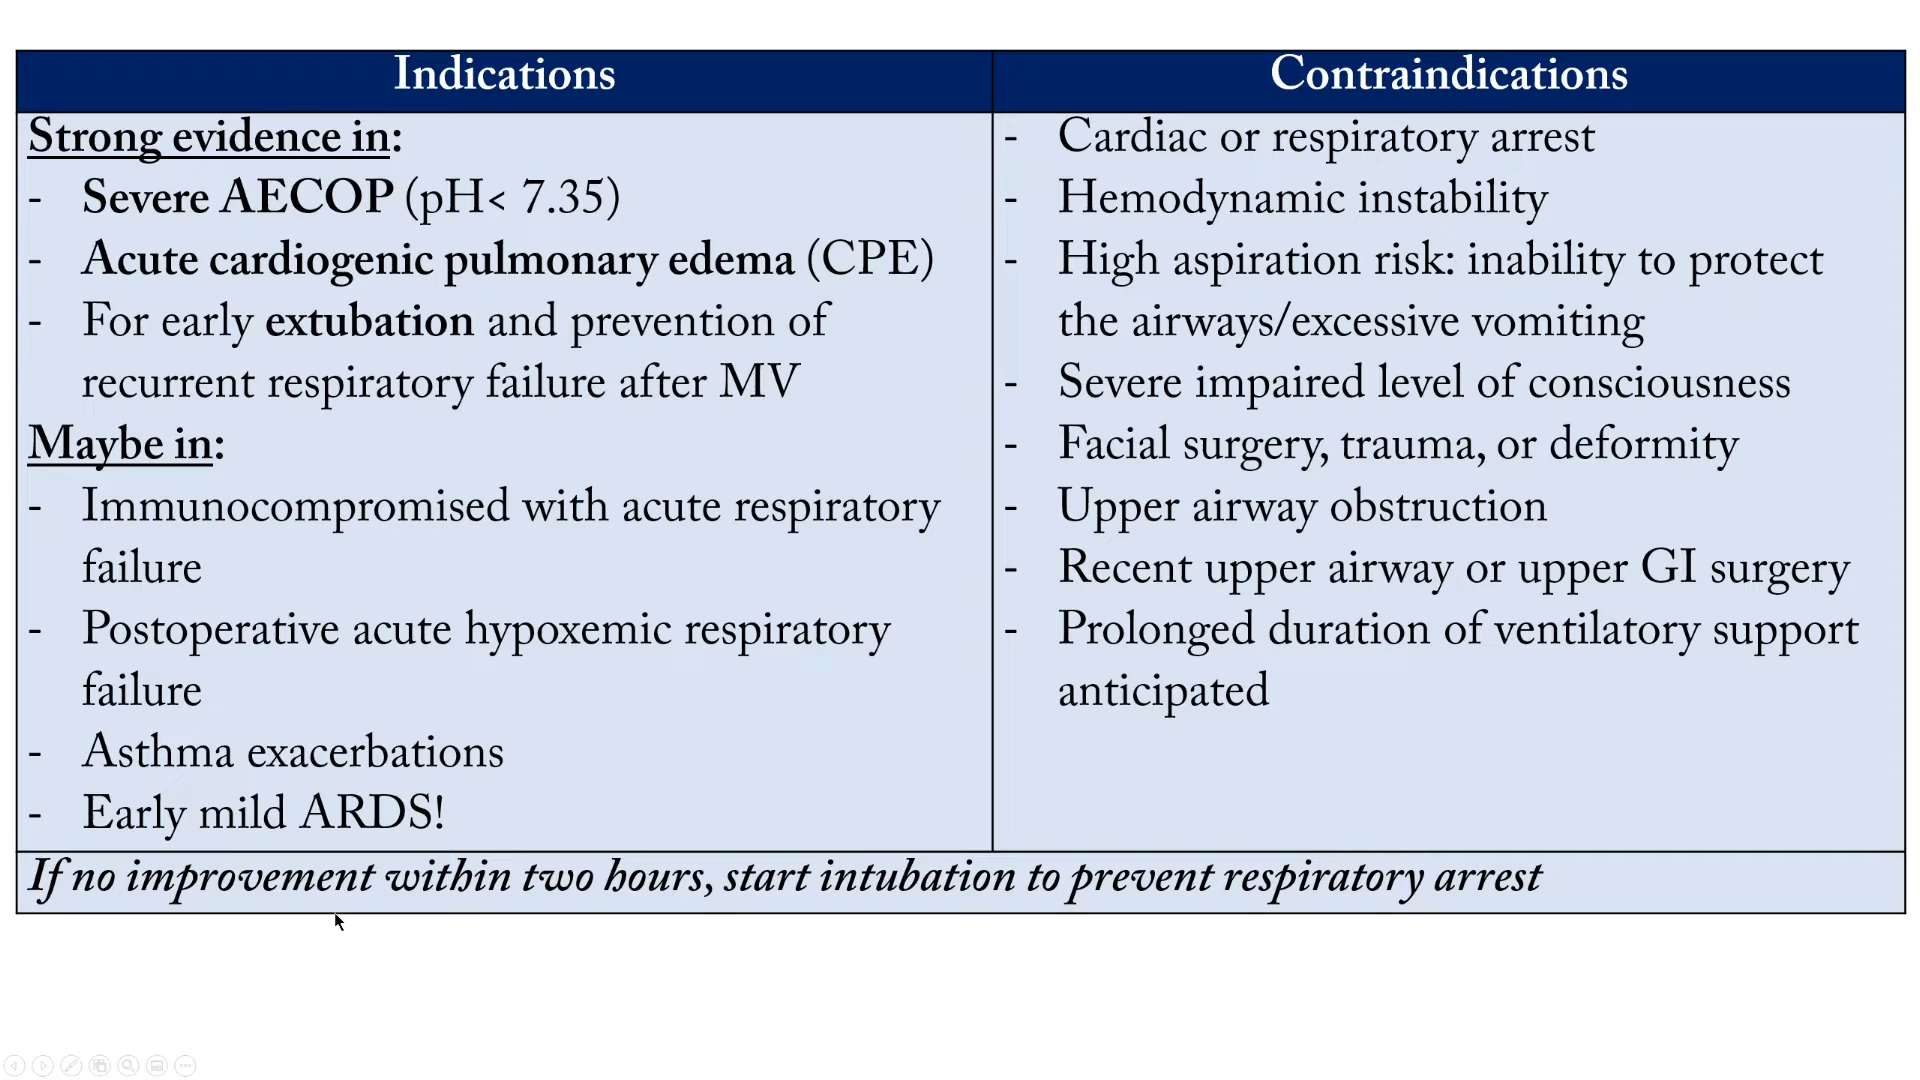 Indications
Contraindications
Strong evidence in:
- Severe AECOP (pH< 7.35)
- Acute cardiogenic pulmonary edema (CPE)
- For early extubation and prevention of
recurrent respiratory failure after MV
Maybe in:
- Immunocompromised with acute respiratory
failure
- Postoperative acute hypoxemic respiratory
failure
- Asthma exacerbations
- Early mild ARDS!
- Cardiac or respiratory arrest
- Hemodynamic instability
- High aspiration risk: inability to protect
the airways/excessive vomiting
- Severe impaired level of consciousness
- Facial surgery, trauma, or deformity
- Upper airway obstruction
- Recent upper airway or upper GI surgery
- Prolonged duration of ventilatory support
anticipated
If no improvement within two hours, start intubation to prevent respiratory arrest